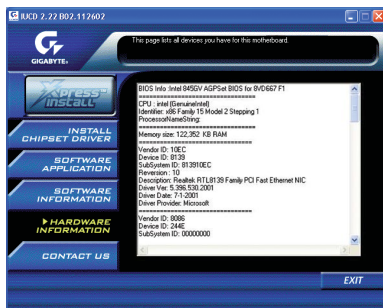 IUCD 2.22 B02.112602
GIGABYTE
This page lists all devices you have for this motherboard.
Xpress
Install
INSTALL
CHIPSET DRIVER
SOFTWARE
APPLICATION
SOFTWARE
INFORMATION
HARDWARE
INFORMATION
CONTACT US
BIOS Info :Intel 845GV AGPSet BIOS for 8VD667 F1
================================
CPU : intel (GenuineIntel)
Identifier: x86 Family 15 Model 2 Stepping 1
ProcessorNameString:
================================
Memory size: 122,352 KB RAM
================================
Vendor ID: 10EC
Device ID: 8139
SubSystem ID: 813910EC
Reversion : 10
Description: Realtek RTL8139 Family PCI Fast Ethernet NIC
Driver Ver: 5.396.530.2001
Driver Date: 7-1-2001
Driver Provider: Microsoft
================================
Vendor ID: 8086
Device ID: 244E
SubSystem ID: 00000000
EXIT